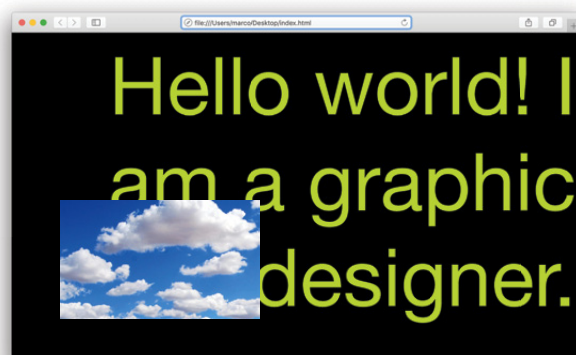 file:///Users/marco/Desktop/index.html
Hello world! I
am a graphic
designer.